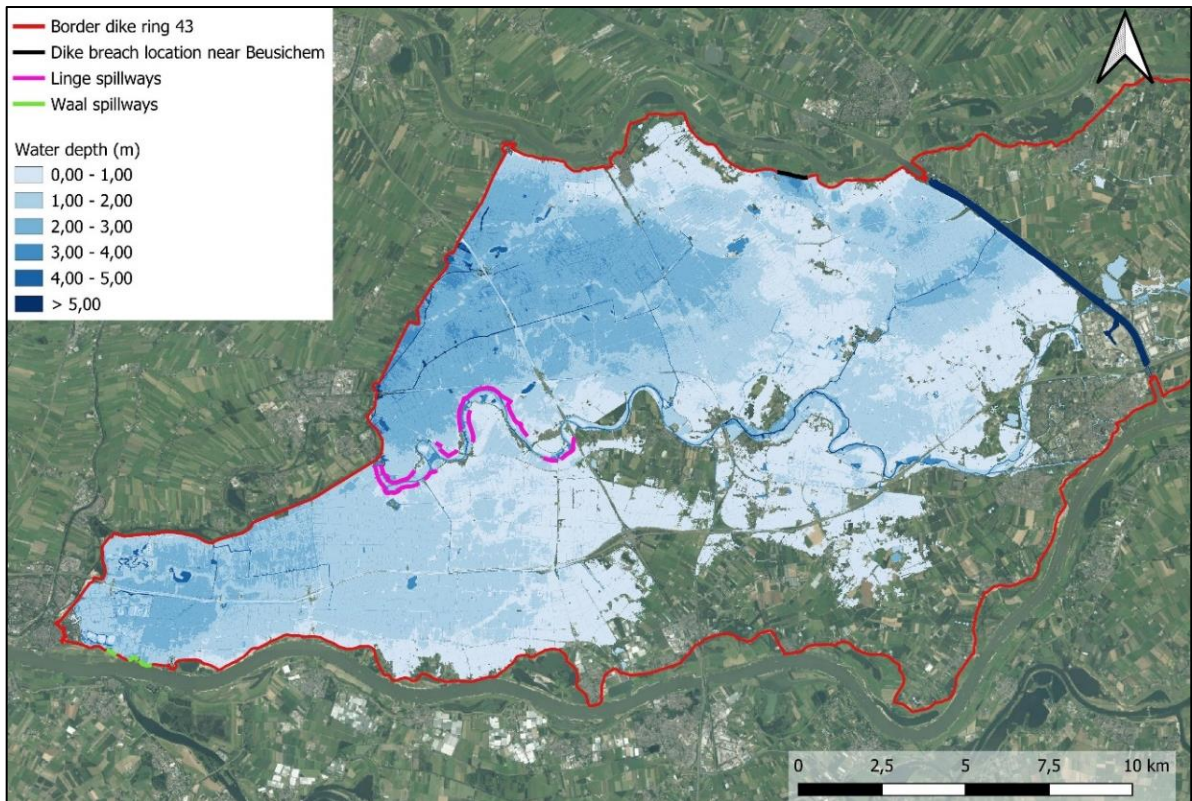 Border dike ring 43
Dike breach location near Beusichem
Linge spillways
Waal spillways
Water depth (m)
0,00 - 1,00
1,00 - 2,00
2,00 - 3,00
3,00 - 4,00
4,00 - 5,00
> 5,00
0 2,5 5 7,5 10 km